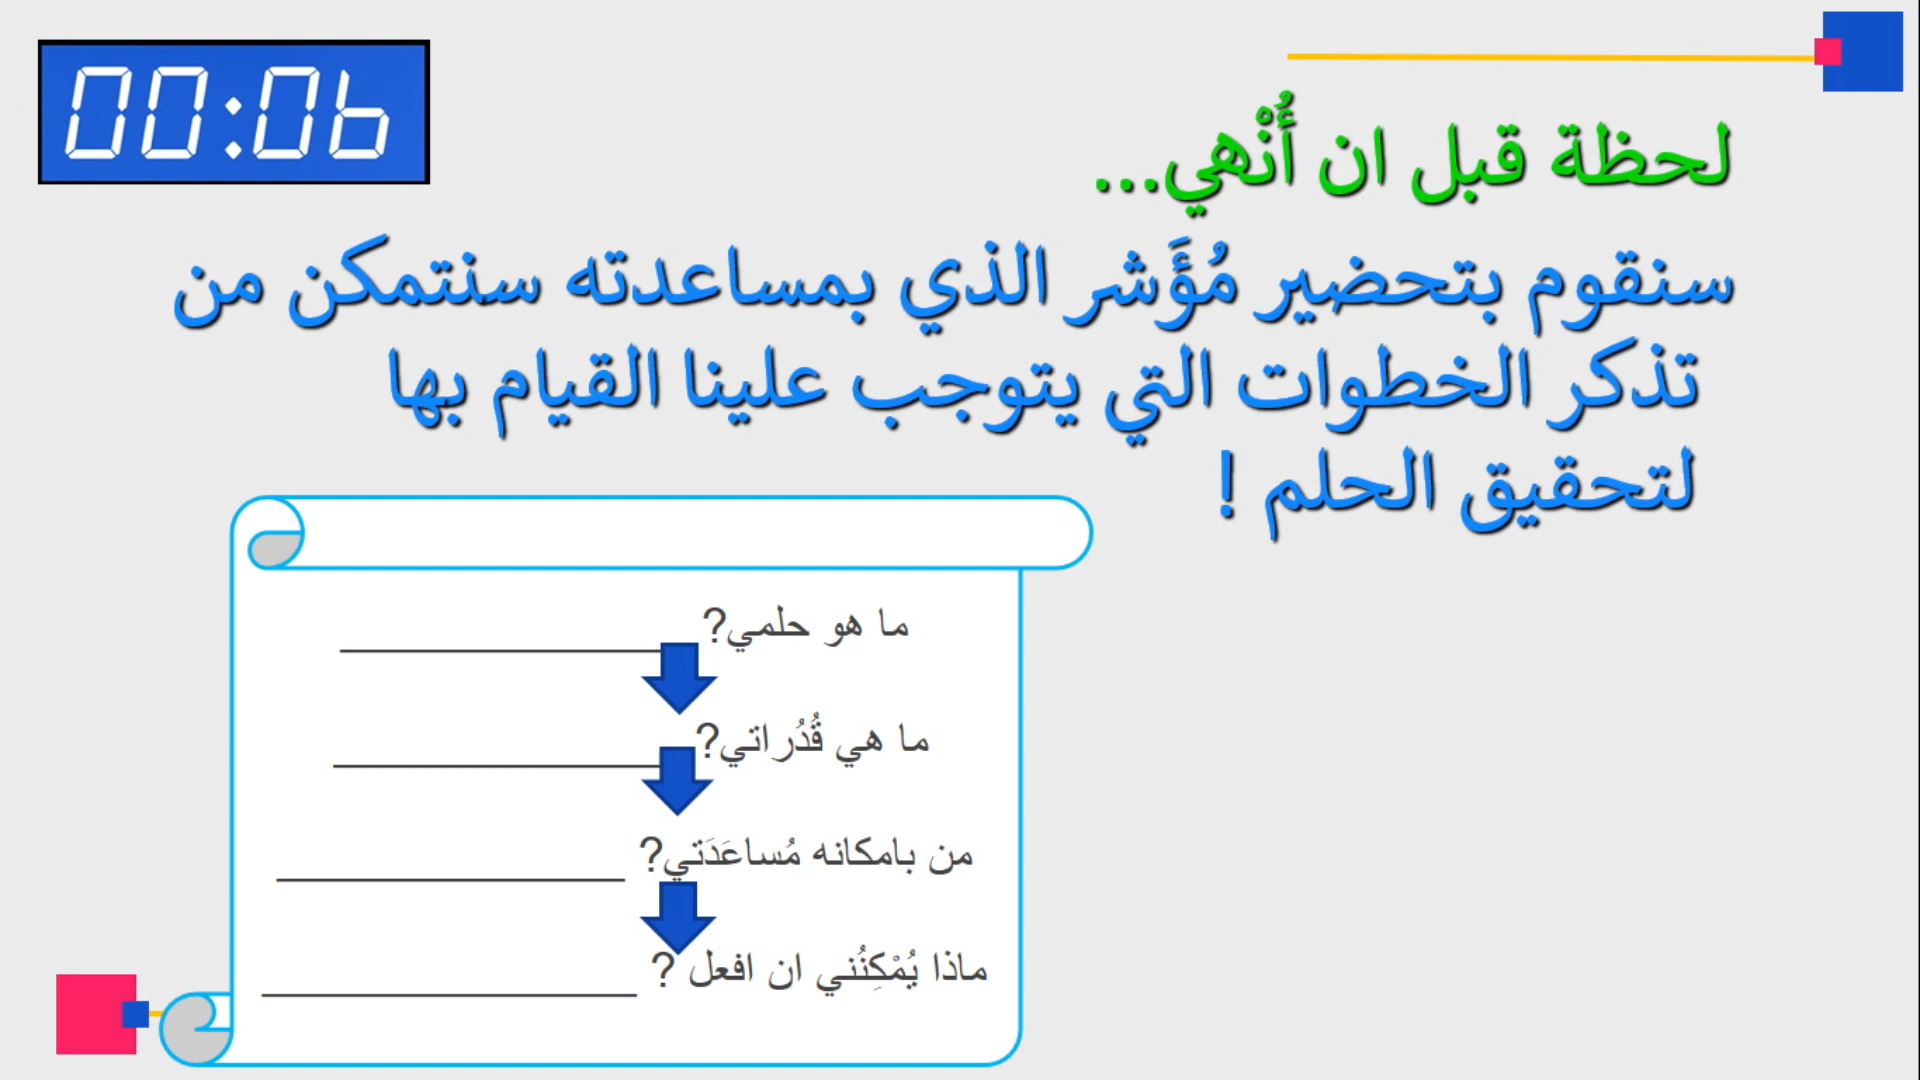 00:06
لحظة قبل ان أُنْهي...
سنقوم بتحضير مُؤَشر الذي بمساعدته سنتمكن من
تذكر الخطوات التي يتوجب علينا القيام بها
لتحقيق الحلم !
ما هو حلمي?
ما هي قُدُراتي?
من بامكانه مُساعَدَتي?
ماذا يُمْكِنُني ان افعل ?